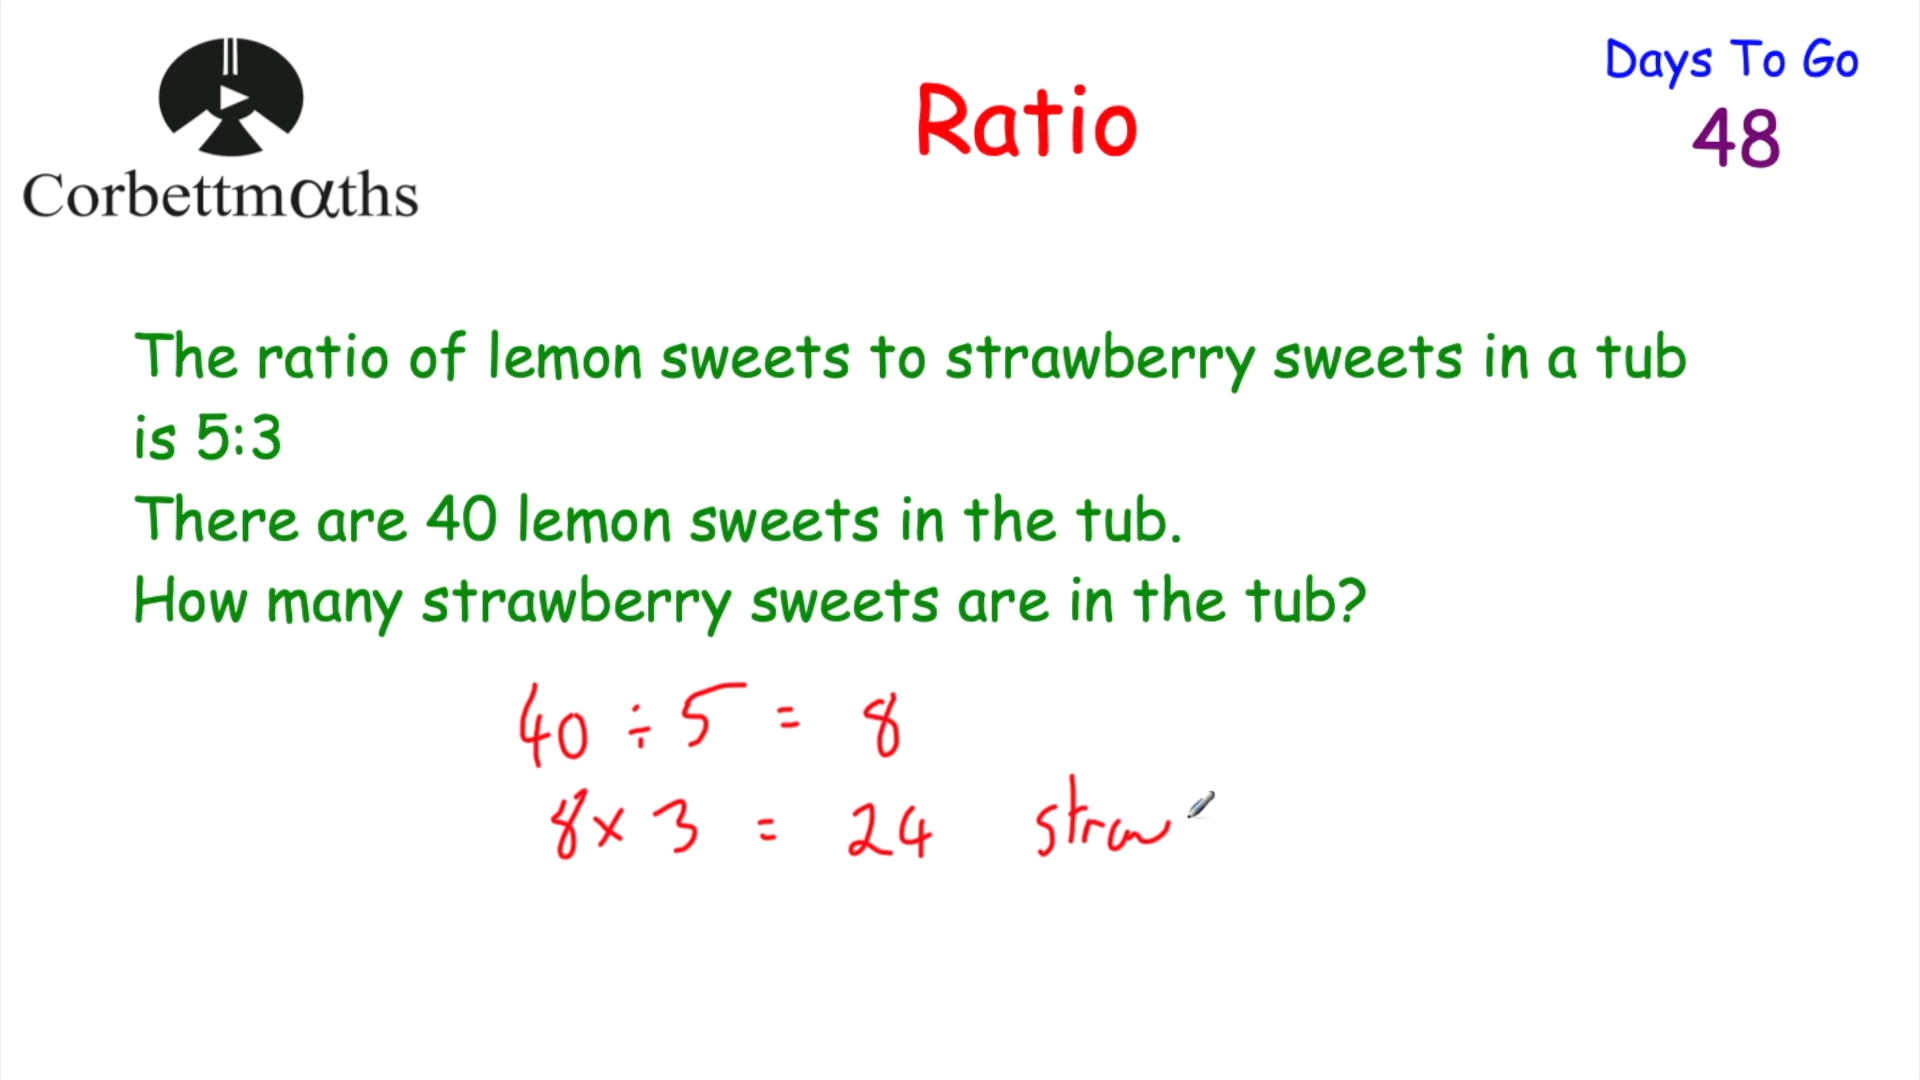 Corbettmαths
Ratio
Days To Go
48
The ratio of lemon sweets to strawberry sweets in a tub
is 5:3
There are 40 lemon sweets in the tub.
How many strawberry sweets are in the tub?
40 ÷ 5 = 8
8 × 3 = 24 straw